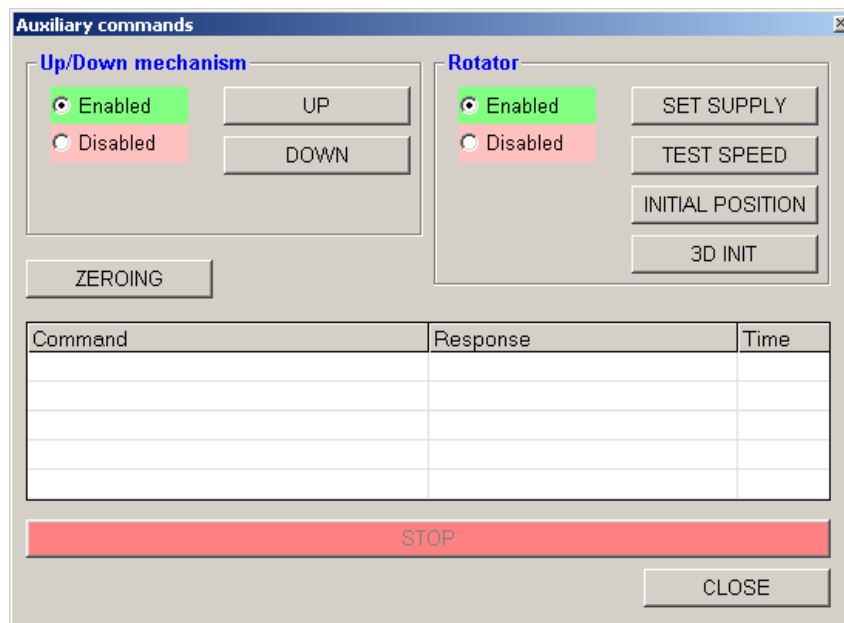 Auxiliary commands
Up/Down mechanism
Enabled
UP
Disabled
DOWN
Rotator
Enabled
SET SUPPLY
Disabled
TEST SPEED
INITIAL POSITION
3D INIT
ZEROING
Command Response Time
STOP
CLOSE